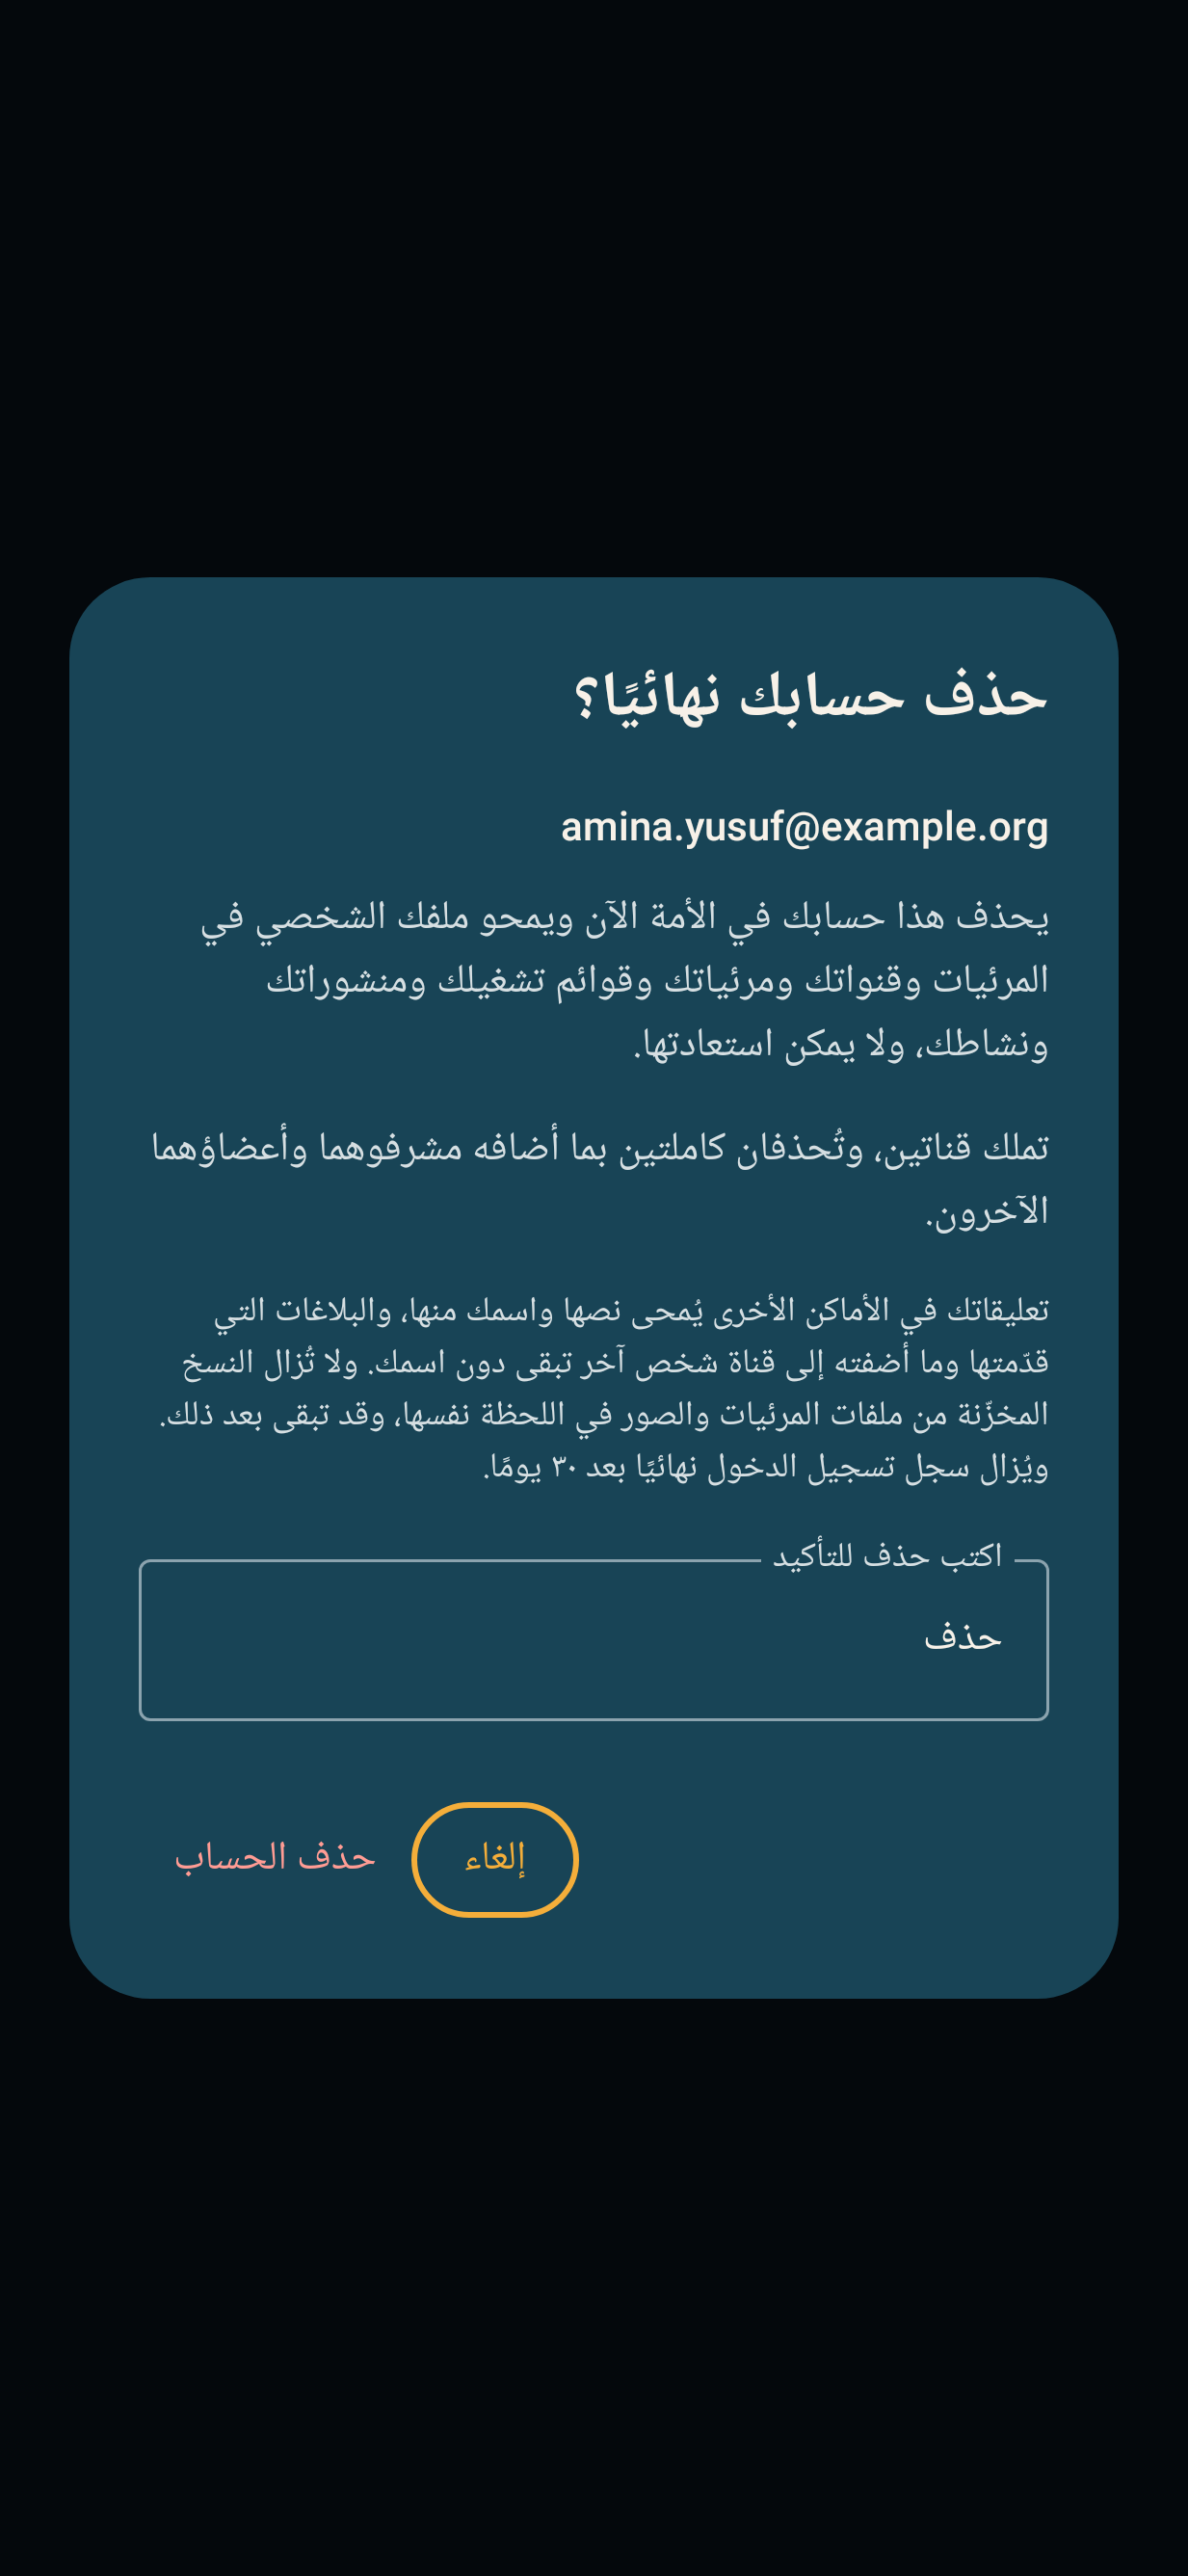 حذف حسابك نهائيًا؟
amina.yusuf@example.org
يحذف هذا حسابك في الأمة الآن ويمحو ملفك الشخصي في
المرئيات وقنواتك ومرئياتك وقوائم تشغيلك ومنشوراتك
ونشاطك، ولا يمكن استعادتها.
تملك قناتين، وتُحذفان كاملتين بما أضافه مشرفوهما وأعضاؤهما
الآخرون.
تعليقاتك في الأماكن الأخرى يُمحى نصها واسمك منها، والبلاغات التي
قدّمتها وما أضفته إلى قناة شخص آخر تبقى دون اسمك. ولا تُزال النسخ
المخزّنة من ملفات المرئيات والصور في اللحظة نفسها، وقد تبقى بعد ذلك.
ويُزال سجل تسجيل الدخول نهائيًا بعد ٣٠ يومًا.
اكتب حذف للتأكيد
حذف
إلغاء
حذف الحساب